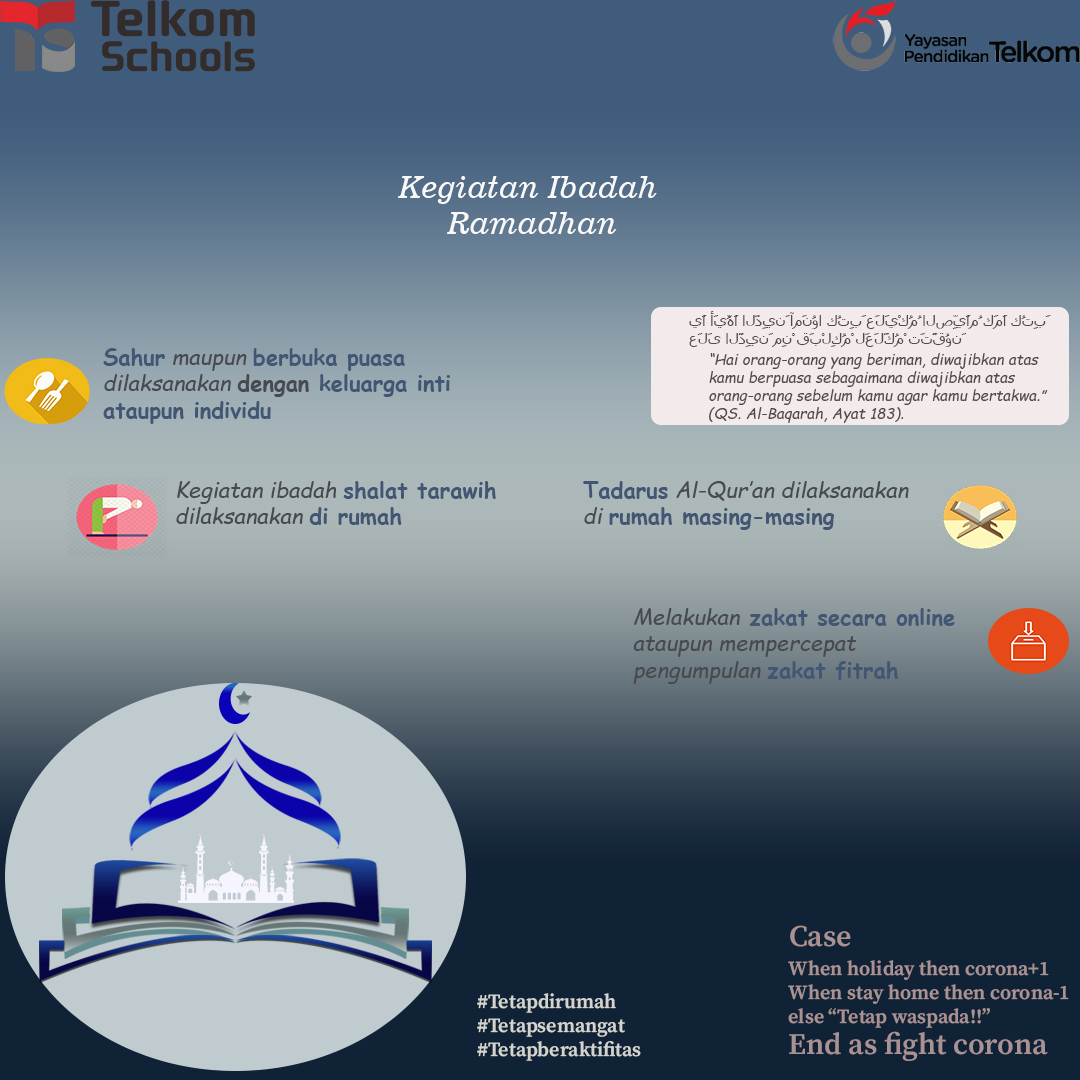 Telkom
Schools
Yayasan
Pendidikan Telkom
Kegiatan Ibadah
Ramadhan
يَا أَيُّهَا الَّذِينَ آمَنُوا كُتِبَ عَلَيْكُمُ الصِّيَامُ كَمَا كُتِبَ
عَلَى الَّذِينَ مِنْ قَبْلِكُمْ لَعَلَّكُمْ تَتَّقُونَ
“Hai orang-orang yang beriman, diwajibkan atas
kamu berpuasa sebagaimana diwajibkan atas
orang-orang sebelum kamu agar kamu bertakwa.”
(QS. Al-Baqarah, Ayat 183).
Sahur maupun berbuka puasa
dilaksanakan dengan keluarga inti
ataupun individu
Kegiatan ibadah shalat tarawih
dilaksanakan di rumah
Tadarus Al-Qur’an dilaksanakan
di rumah masing-masing
Melakukan zakat secara online
ataupun mempercepat
pengumpulan zakat fitrah
#Tetapdirumah
#Tetapsemangat
#Tetapberaktifitas
Case
When holiday then corona+1
When stay home then corona-1
else “Tetap waspada!!”
End as fight corona